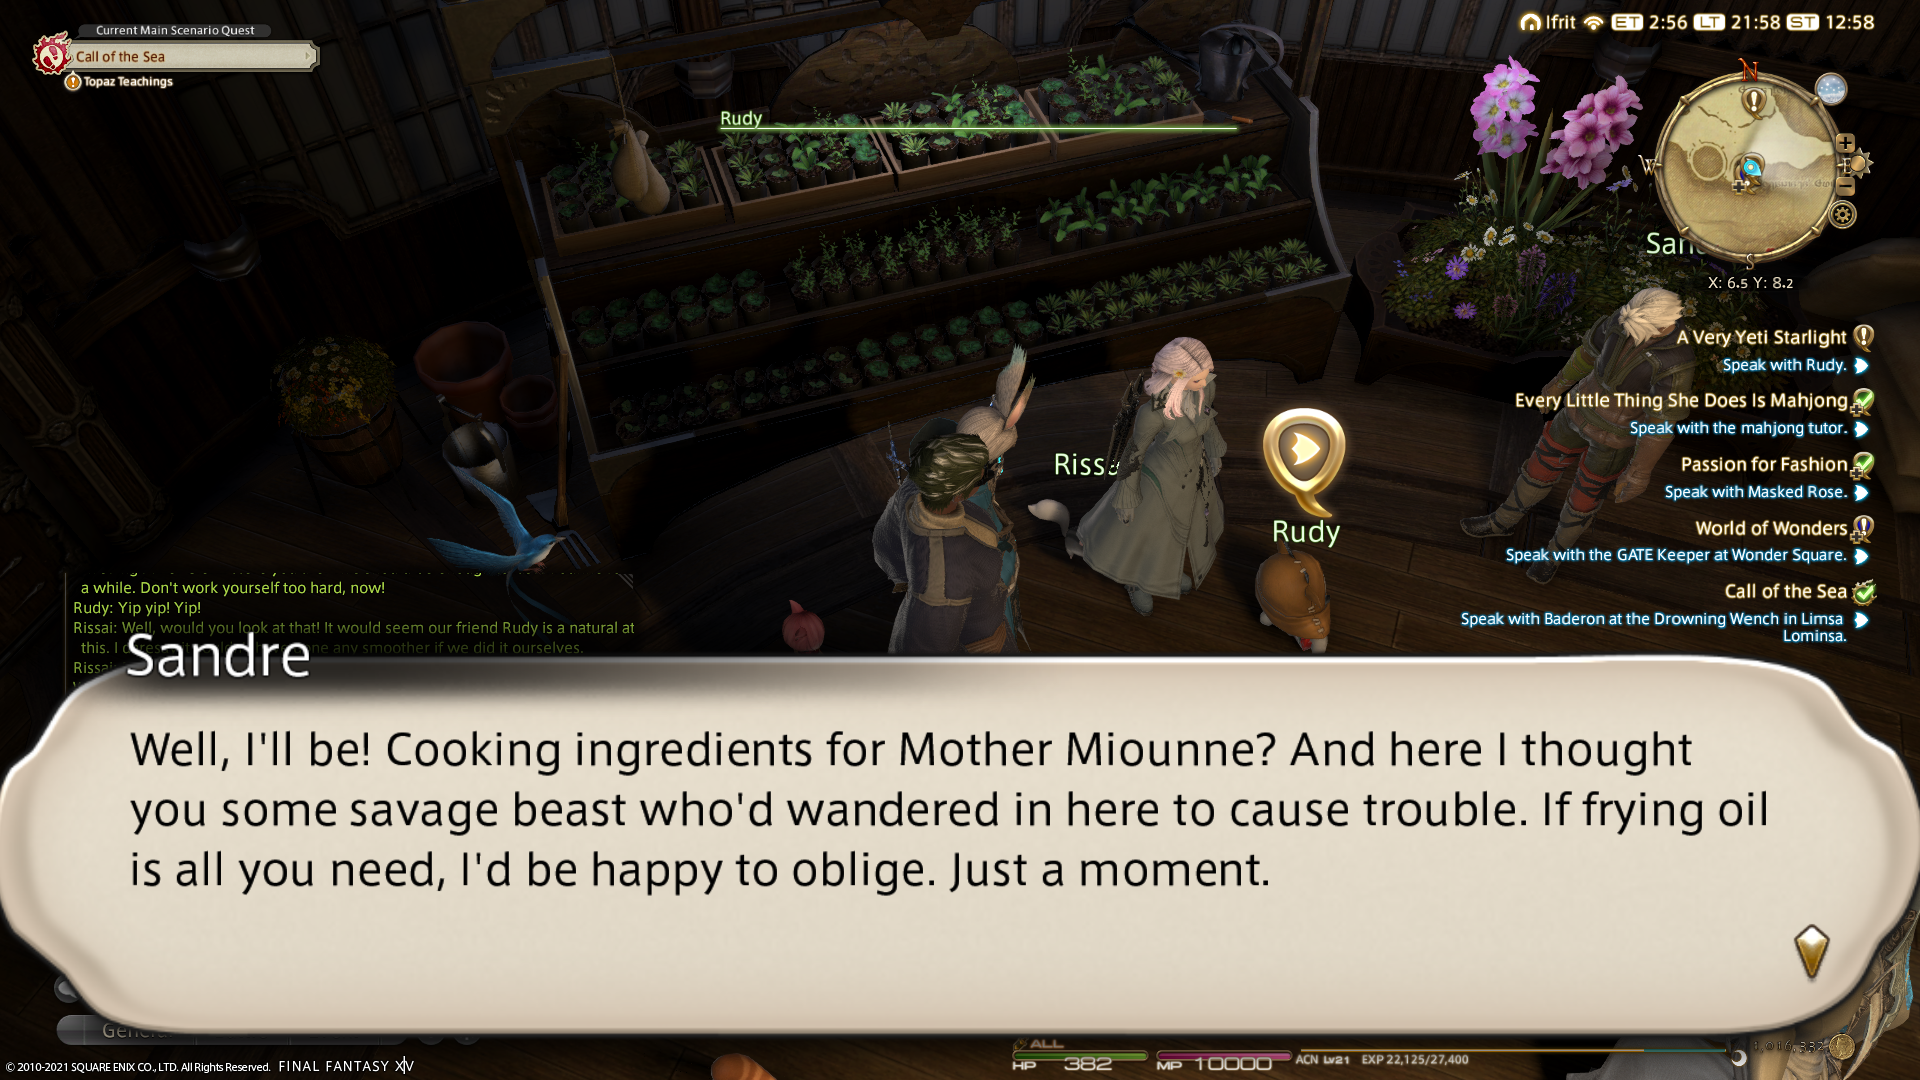 Current Main Scenario Quest
Call of the Sea
Topaz Teachings
Ifrit ET 2:56 LT 21:58 ST 12:58
Rudy
N
W
E
S
X: 6.5 Y: 8.2
A Very Yeti Starlight
Speak with Rudy.
Every Little Thing She Does Is Mahjong
Speak with the mahjong tutor.
Passion for Fashion
Speak with Masked Rose.
World of Wonders
Speak with the GATE Keeper at Wonder Square.
Call of the Sea
Speak with Baderon at the Drowning Wench in Limsa
Lominsa.
Rudy
a while. Don't work yourself too hard, now!
Rudy: Yip yip! Yip!
Rissai: Well, would you look at that! It would seem our friend Rudy is a natural at
any smoother if we did it ourselves.
Sandre
Well, I'll be! Cooking ingredients for Mother Miounne? And here I thought
you some savage beast who'd wandered in here to cause trouble. If frying oil
is all you need, I'd be happy to oblige. Just a moment.
ALL
HP 382 MP 10000 ACN Lv21 EXP 22,125/27,400
© 2010-2021 SQUARE ENIX CO., LTD. All Rights Reserved. FINAL FANTASY XIV